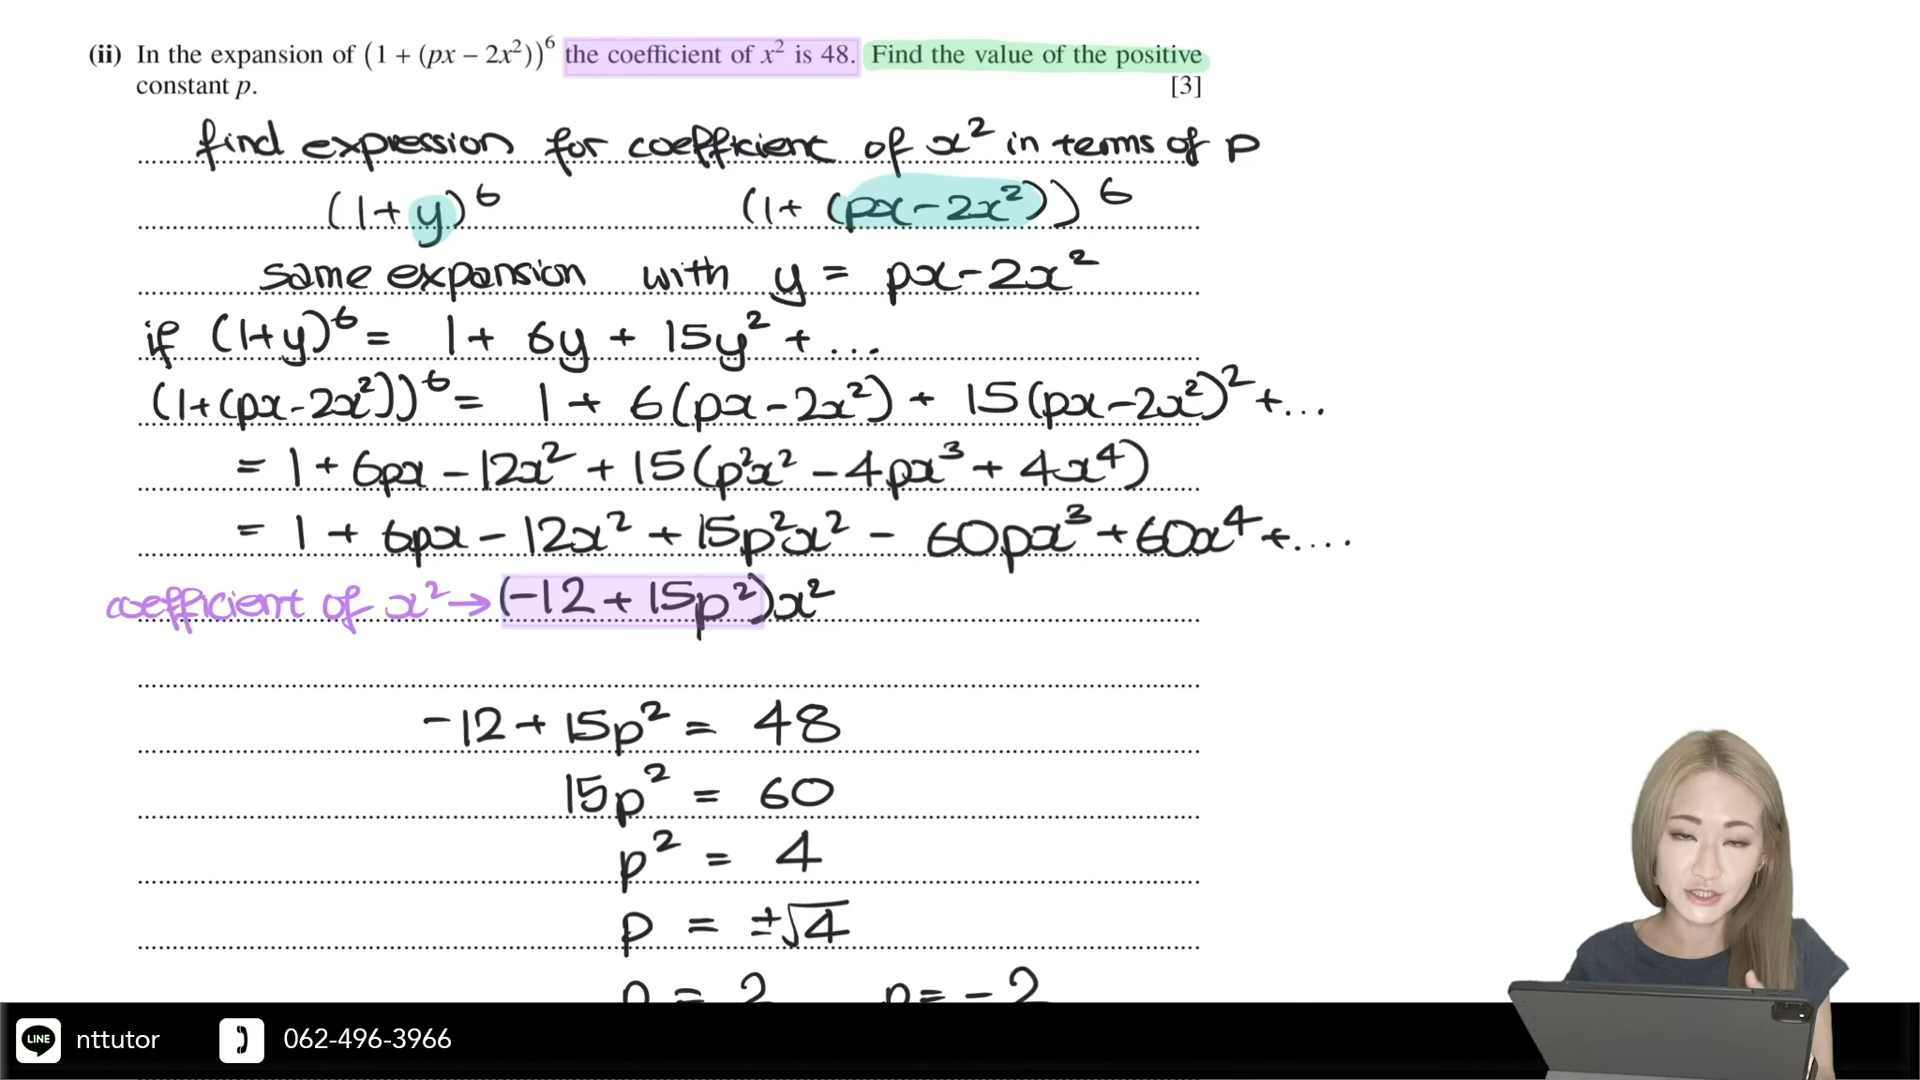 (ii) In the expansion of (1 + (px − 2x²))⁶ the coefficient of x² is 48. Find the value of the positive
constant p. [3]
find expression for coefficient of x² in terms of p
(1+y)⁶ (1+ (px-2x²))⁶
same expansion with y = px-2x²
if (1+y)⁶ = 1 + 6y + 15y² + ...
(1+(px-2x²))⁶ = 1 + 6(px-2x²) + 15(px-2x²)² + ...
= 1 + 6px - 12x² + 15(p²x² - 4px³ + 4x⁴)
= 1 + 6px - 12x² + 15p²x² - 60px³ + 60x⁴ + ....
coefficient of x² → (-12 + 15p²)x²
-12 + 15p² = 48
15p² = 60
p² = 4
p = ±√4
p = 2 p = -2
LINE nttutor 062-496-3966